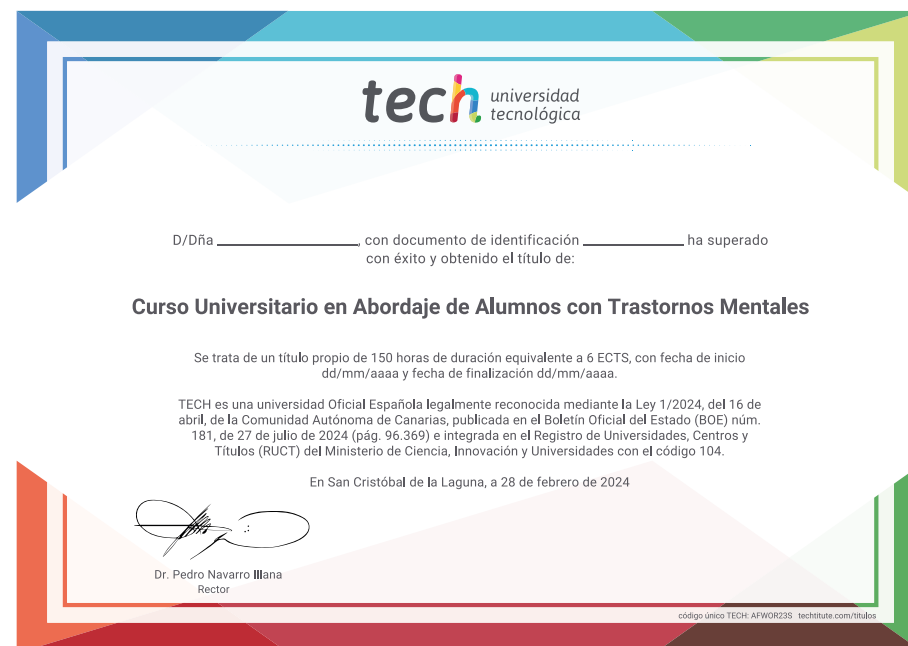 tech universidad
tecnológica
D/Dña ____________________, con documento de identificación ______________ ha superado
con éxito y obtenido el título de:
Curso Universitario en Abordaje de Alumnos con Trastornos Mentales
Se trata de un título propio de 150 horas de duración equivalente a 6 ECTS, con fecha de inicio
dd/mm/aaaa y fecha de finalización dd/mm/aaaa.
TECH es una universidad Oficial Española legalmente reconocida mediante la Ley 1/2024, del 16 de
abril, de la Comunidad Autónoma de Canarias, publicada en el Boletín Oficial del Estado (BOE) núm.
181, de 27 de julio de 2024 (pág. 96.369) e integrada en el Registro de Universidades, Centros y
Títulos (RUCT) del Ministerio de Ciencia, Innovación y Universidades con el código 104.
En San Cristóbal de la Laguna, a 28 de febrero de 2024
Dr. Pedro Navarro Illana
Rector
código único TECH: AFWOR23S techtitute.com/titulos